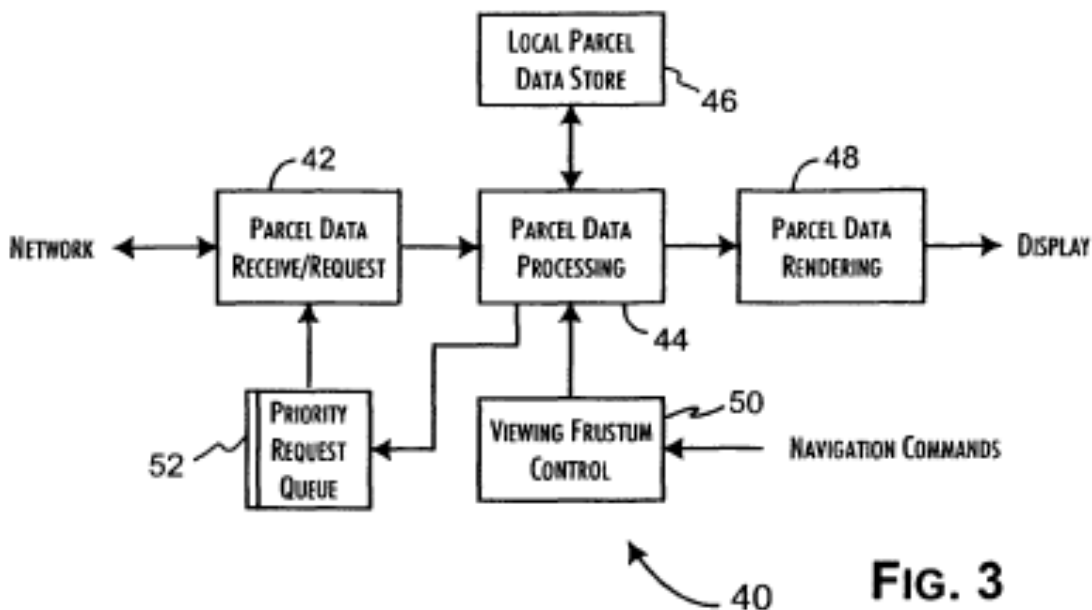 LOCAL PARCEL
DATA STORE
46
42
48
NETWORK
PARCEL DATA
RECEIVE/REQUEST
PARCEL DATA
PROCESSING
PARCEL DATA
RENDERING
DISPLAY
44
52
PRIORITY
REQUEST
QUEUE
VIEWING FRUSTUM
CONTROL
50
NAVIGATION COMMANDS
40
FIG. 3